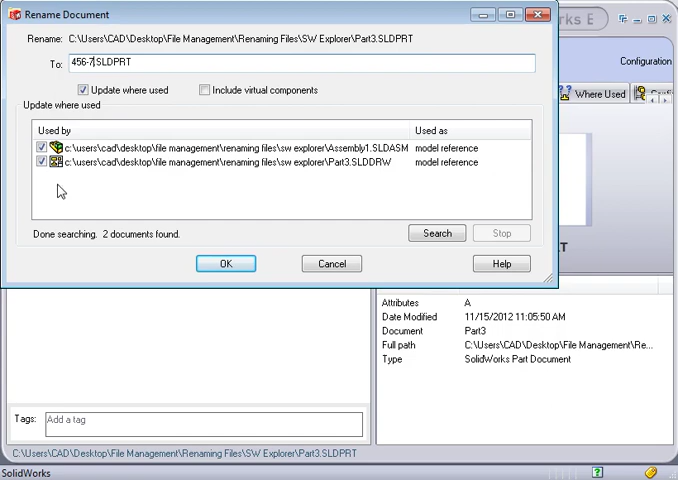 Rename Document
Rename: C:\Users\CAD\Desktop\File Management\Renaming Files\SW Explorer\Part3.SLDPRT
To: 456-7.SLDPRT
Update where used
Include virtual components
Update where used
Used by Used as
c:\users\cad\desktop\file management\renaming files\sw explorer\Assembly1.SLDASM model reference
c:\users\cad\desktop\file management\renaming files\sw explorer\Part3.SLDDRW model reference
Done searching. 2 documents found.
Search Stop
OK Cancel Help
rks E
Configuration
Where Used
Attributes A
Date Modified 11/15/2012 11:05:50 AM
Document Part3
Full path C:\Users\CAD\Desktop\File Management\Re...
Type SolidWorks Part Document
Tags: Add a tag
C:\Users\CAD\Desktop\File Management\Renaming Files\SW Explorer\Part3.SLDPRT
SolidWorks